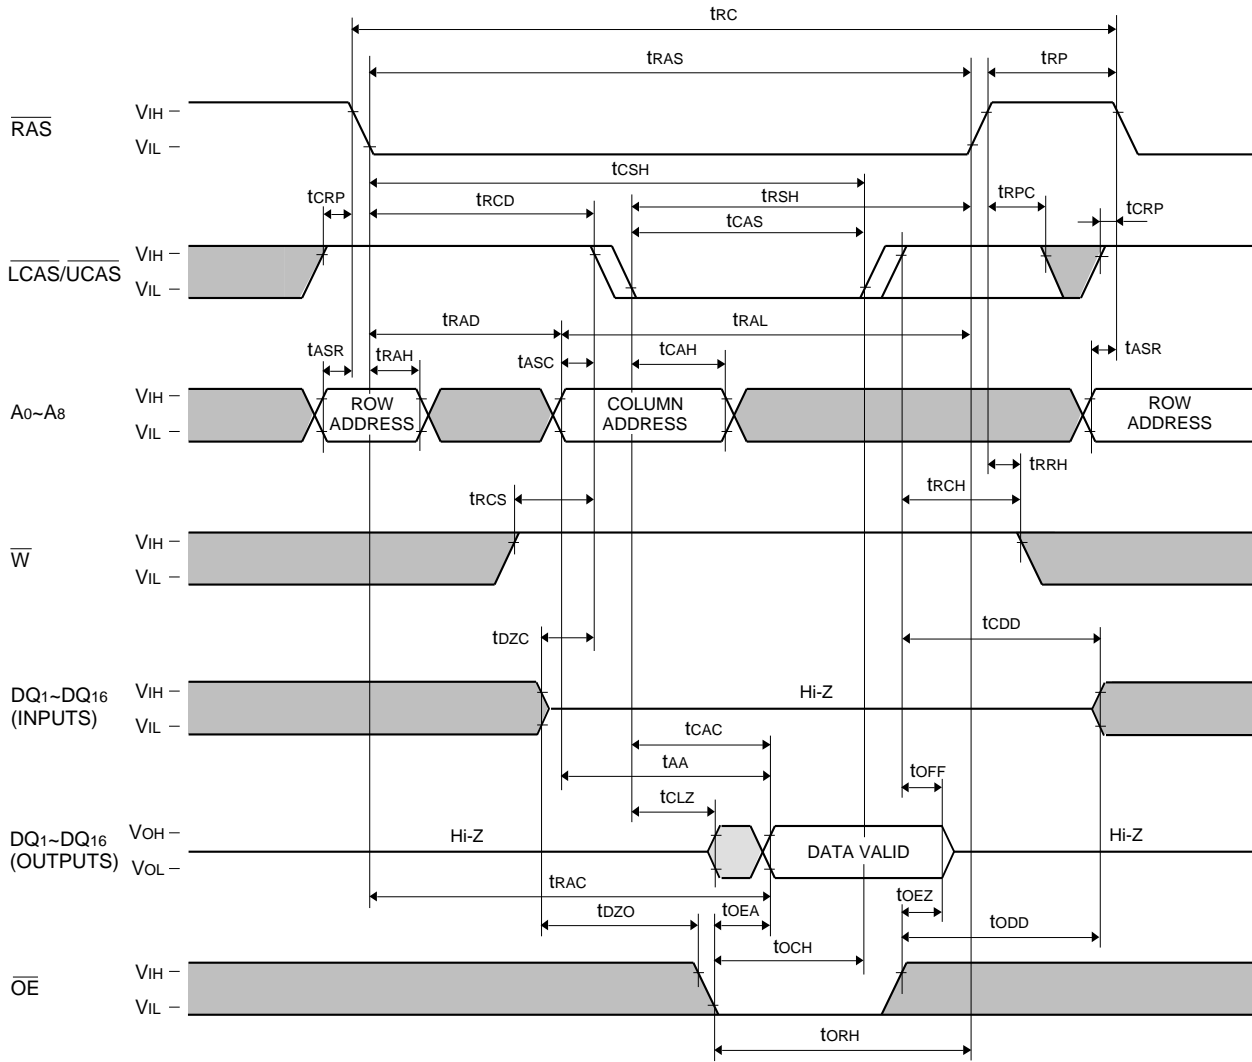 tRC
tRAS
tRP
RAS
VIH
VIL
tCSH
tCRP
tRCD
tRSH
tRPC
tCRP
tCAS
LCAS/UCAS
VIH
VIL
tRAD
tRAL
tASR
tRAH
tASC
tCAH
tASR
A0~A8
VIH
VIL
ROW
ADDRESS
COLUMN
ADDRESS
ROW
ADDRESS
tRRH
tRCS
tRCH
W
VIH
VIL
tDZC
tCDD
DQ1~DQ16
(INPUTS)
VIH
VIL
Hi-Z
tCAC
tAA
tOFF
tCLZ
DQ1~DQ16
(OUTPUTS)
VOH
VOL
Hi-Z
DATA VALID
Hi-Z
tRAC
tDZO
tOEA
tOEZ
tODD
tOCH
OE
VIH
VIL
tORH